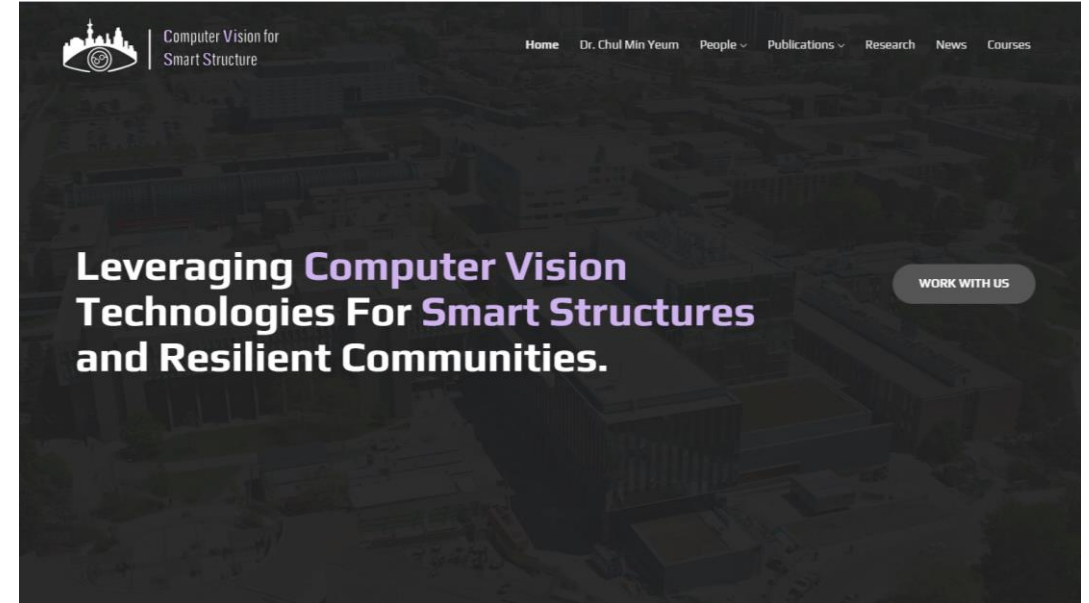 Computer Vision for
Smart Structure
Home Dr. Chul Min Yeum People Publications Research News Courses
Leveraging Computer Vision
Technologies For Smart Structures
and Resilient Communities.
WORK WITH US